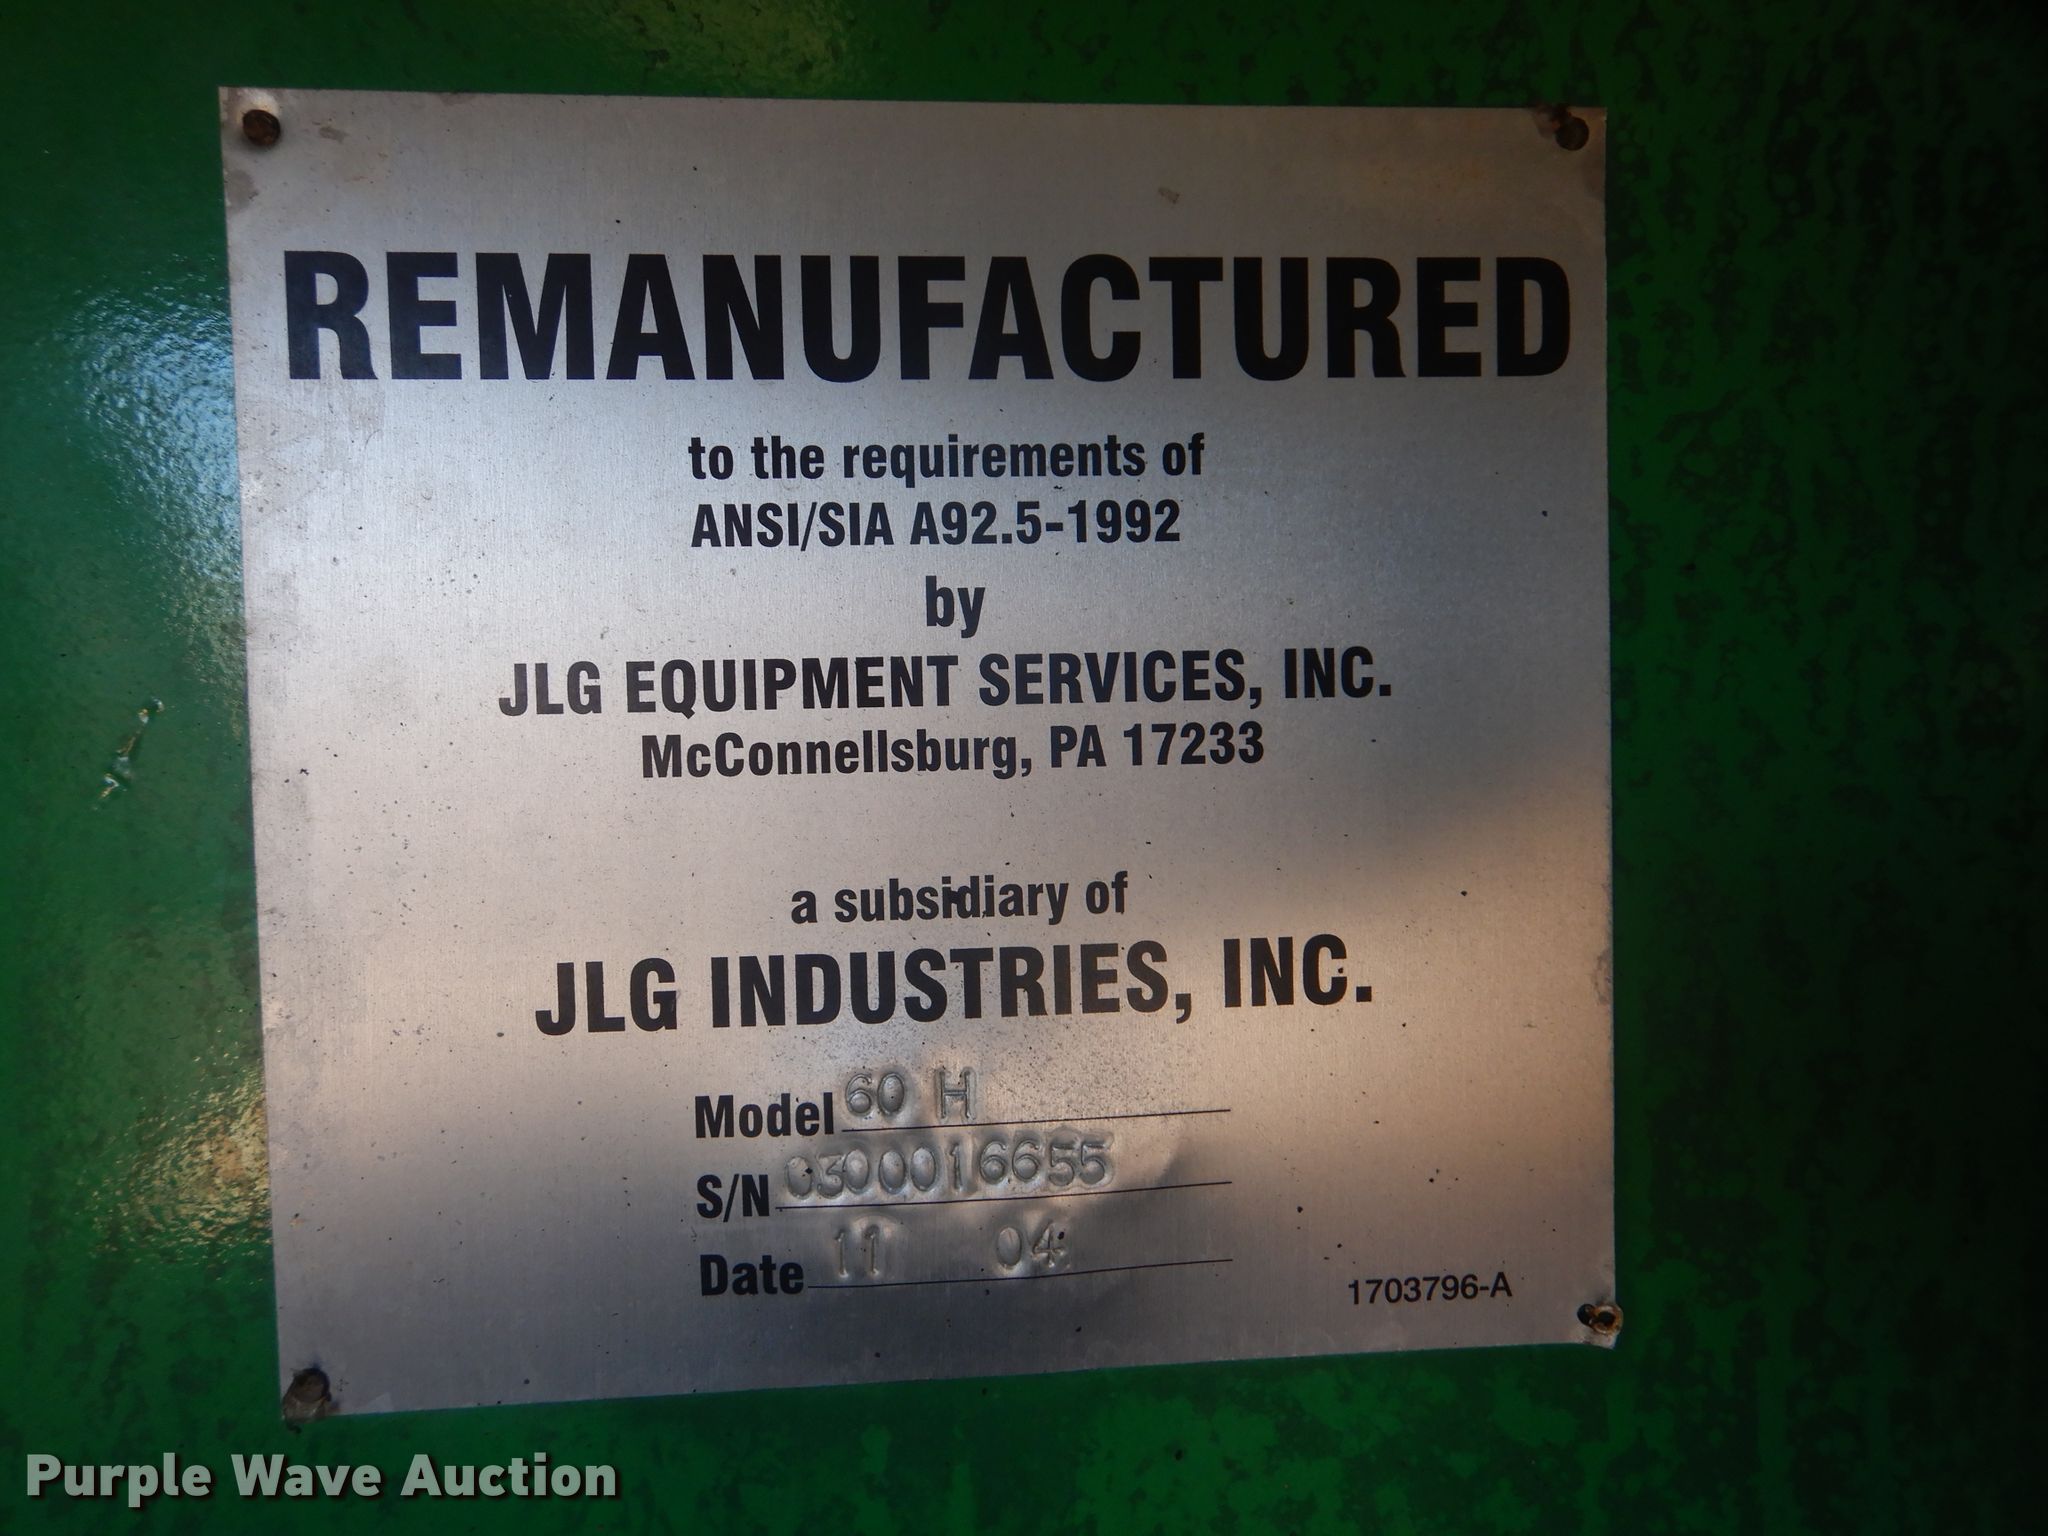 REMANUFACTURED
to the requirements of
ANSI/SIA A92.5-1992
by
JLG EQUIPMENT SERVICES, INC.
McConnellsburg, PA 17233
a subsidiary of
JLG INDUSTRIES, INC.
Model 60 H
S/N 0300016655
Date 11 04
1703796-A
Purple Wave Auction